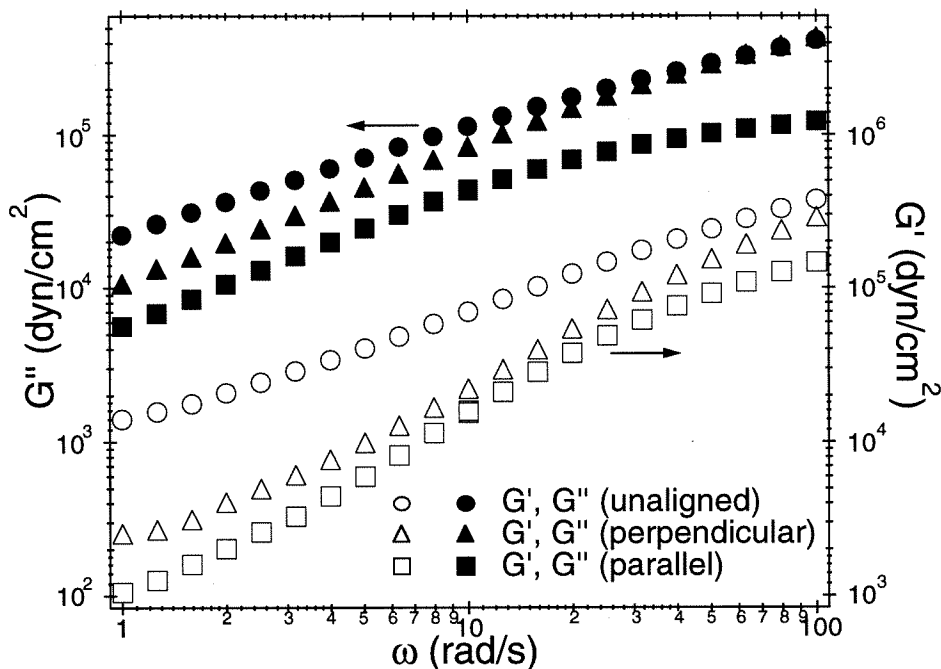 G'' (dyn/cm²)
10⁵
10⁴
10³
10²
10⁶
10⁵
10⁴
10³
G' (dyn/cm²)
G', G'' (unaligned)
G', G'' (perpendicular)
G', G'' (parallel)
1 2 3 4 5 6 7 8 9 10 2 3 4 5 6 7 8 9 100
ω (rad/s)